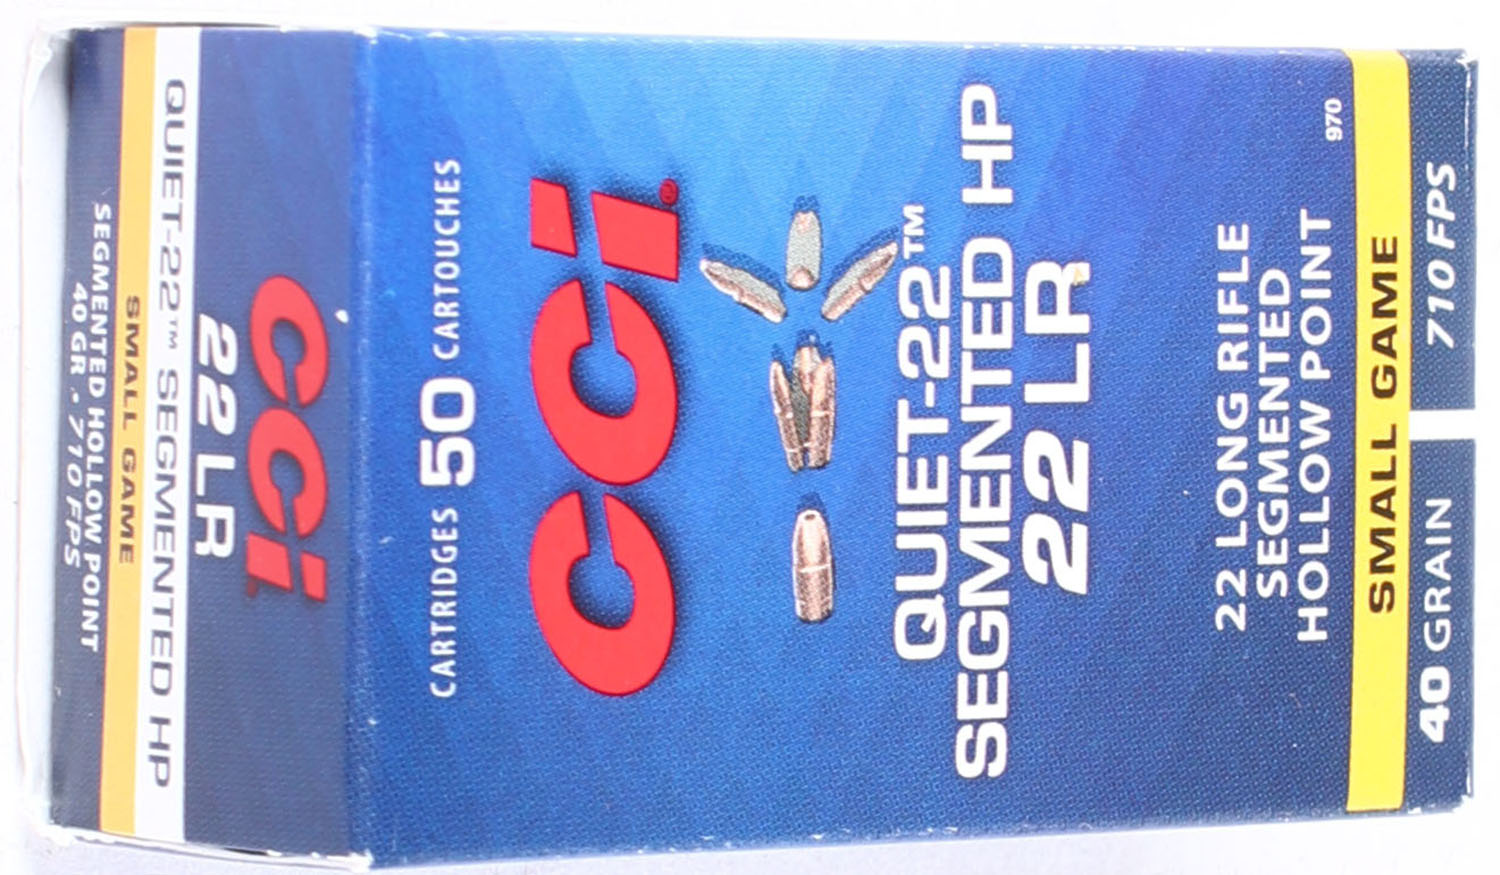 CCi
22 LR
QUIET-22™ SEGMENTED HP
SMALL GAME
SEGMENTED HOLLOW POINT
40 GR. - 710 FPS
CARTRIDGES 50 CARTOUCHES
CCi®
QUIET-22™
SEGMENTED HP
22 LR
22 LONG RIFLE
SEGMENTED
HOLLOW POINT
970
SMALL GAME
40 GRAIN
710 FPS